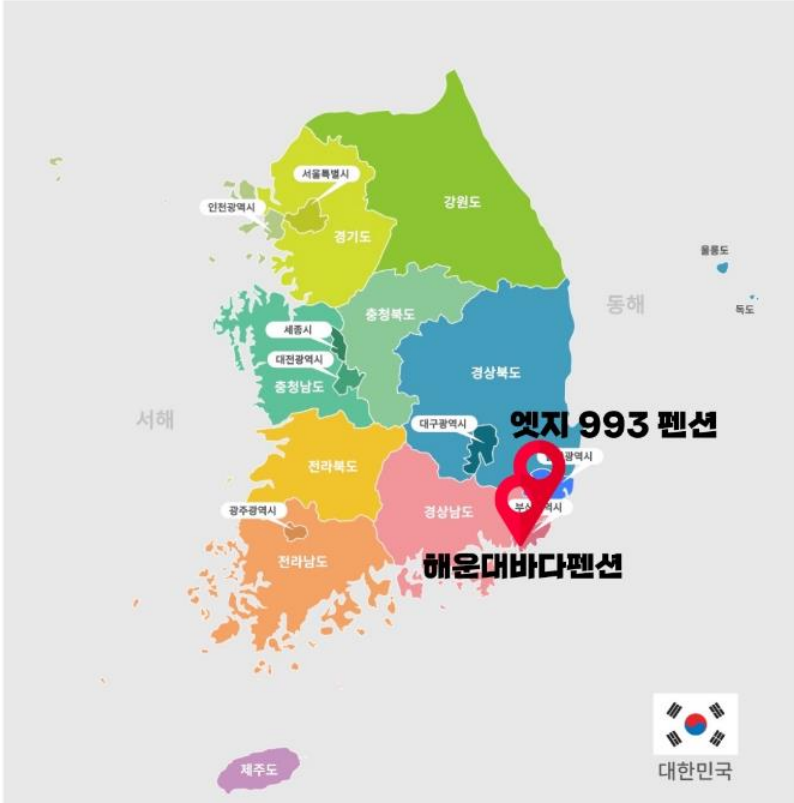 서울특별시
인천광역시
강원도
경기도
울릉도
독도
동해
충청북도
세종시
대전광역시
충청남도
경상북도
서해
대구광역시
엣지 993 펜션
광역시
전라북도
광주광역시
경상남도
전라남도
해운대바다펜션
제주도
대한민국